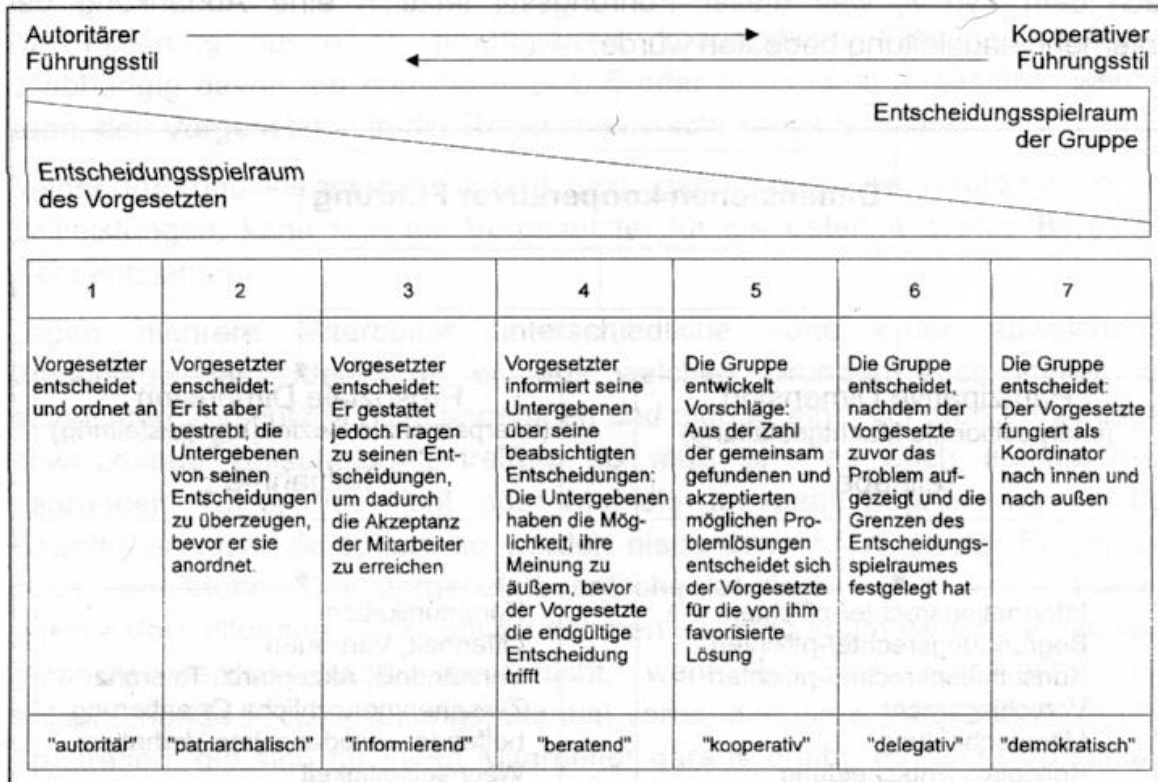 Autoritärer
Führungsstil
Kooperativer
Führungsstil
Entscheidungsspielraum
der Gruppe
Entscheidungsspielraum
des Vorgesetzten
1
2
3
4
5
6
7
Vorgesetzter
entscheidet
und ordnet an
Vorgesetzter
enscheidet:
Er ist aber
bestrebt, die
Untergebenen
von seinen
Entscheidungen
zu überzeugen,
bevor er sie
anordnet.
Vorgesetzter
entscheidet:
Er gestattet
jedoch Fragen
zu seinen Ent-
scheidungen,
um dadurch
die Akzeptanz
der Mitarbeiter
zu erreichen
Vorgesetzter
informiert seine
Untergebenen
über seine
beabsichtigten
Entscheidungen.
Die Untergebenen
haben die Mög-
lichkeit, ihre
Meinung zu
äußern, bevor
der Vorgesetzte
die endgültige
Entscheidung
trifft
Die Gruppe
entwickelt
Vorschläge:
Aus der Zahl
der gemeinsam
gefundenen und
akzeptierten
möglichen Pro-
blemlösungen
entscheidet sich
der Vorgesetzte
für die von ihm
favorisierte
Lösung
Die Gruppe
entscheidet,
nachdem der
Vorgesetzte
zuvor das
Problem auf-
gezeigt und die
Grenzen des
Entscheidungs-
spielraumes
festgelegt hat
Die Gruppe
entscheidet:
Der Vorgesetzte
fungiert als
Koordinator
nach innen und
nach außen
"autoritär"
"patriarchalisch"
"informierend"
"beratend"
"kooperativ"
"delegativ"
"demokratisch"